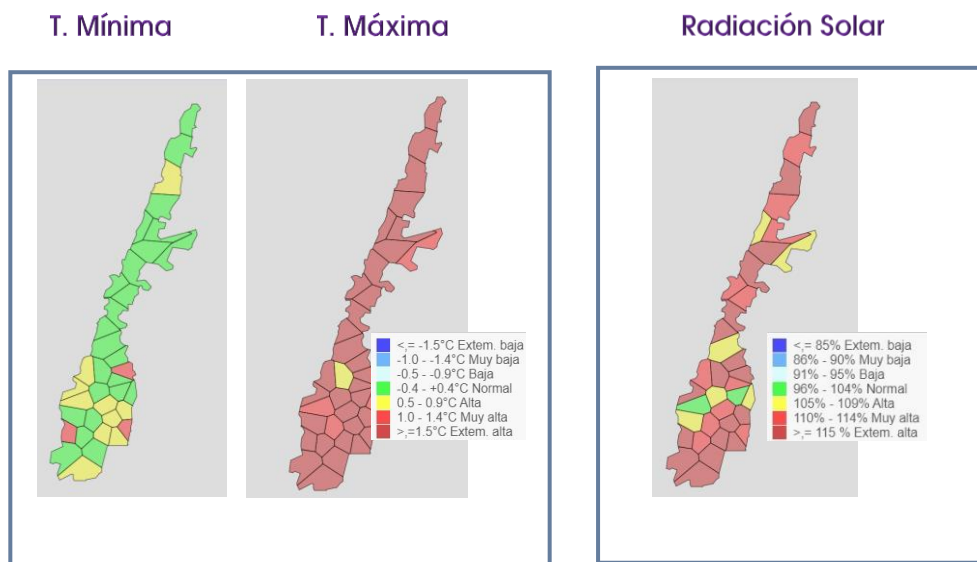 T. Mínima
T. Máxima
Radiación Solar
<,= -1.5°C Extem. baja
-1.0 - -1.4°C Muy baja
-0.5 - -0.9°C Baja
-0.4 - +0.4°C Normal
0.5 - 0.9°C Alta
1.0 - 1.4°C Muy alta
>,=1.5°C Extem. alta
<,= 85% Extem. baja
86% - 90% Muy baja
91% - 95% Baja
96% - 104% Normal
105% - 109% Alta
110% - 114% Muy alta
>,= 115 % Extem. alta